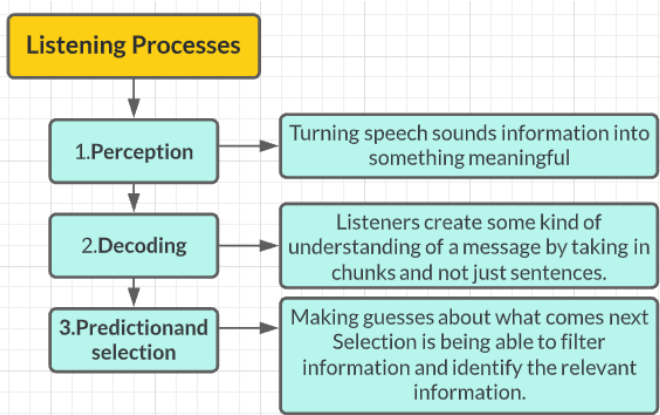 Listening Processes
1.Perception
Turning speech sounds information into
something meaningful
2.Decoding
Listeners create some kind of
understanding of a message by taking in
chunks and not just sentences.
3.Predictionand
selection
Making guesses about what comes next
Selection is being able to filter
information and identify the relevant
information.